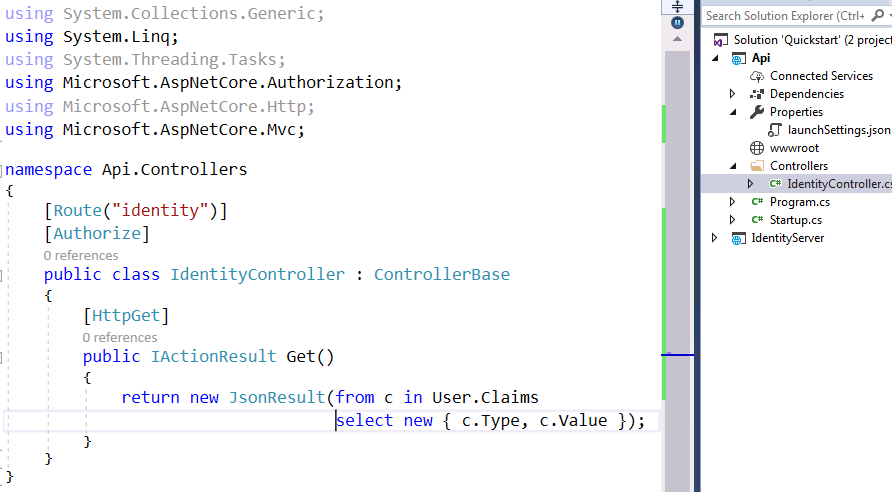 using System.Collections.Generic;
using System.Linq;
using System.Threading.Tasks;
using Microsoft.AspNetCore.Authorization;
using Microsoft.AspNetCore.Http;
using Microsoft.AspNetCore.Mvc;
namespace Api.Controllers
{
[Route("identity")]
[Authorize]
0 references
public class IdentityController : ControllerBase
{
[HttpGet]
0 references
public IActionResult Get()
{
return new JsonResult(from c in User.Claims
select new { c.Type, c.Value });
}
}
}
Search Solution Explorer (Ctrl+
Solution 'Quickstart' (2 project
Api
Connected Services
Dependencies
Properties
launchSettings.json
wwwroot
Controllers
C# IdentityController.cs
C# Program.cs
C# Startup.cs
IdentityServer